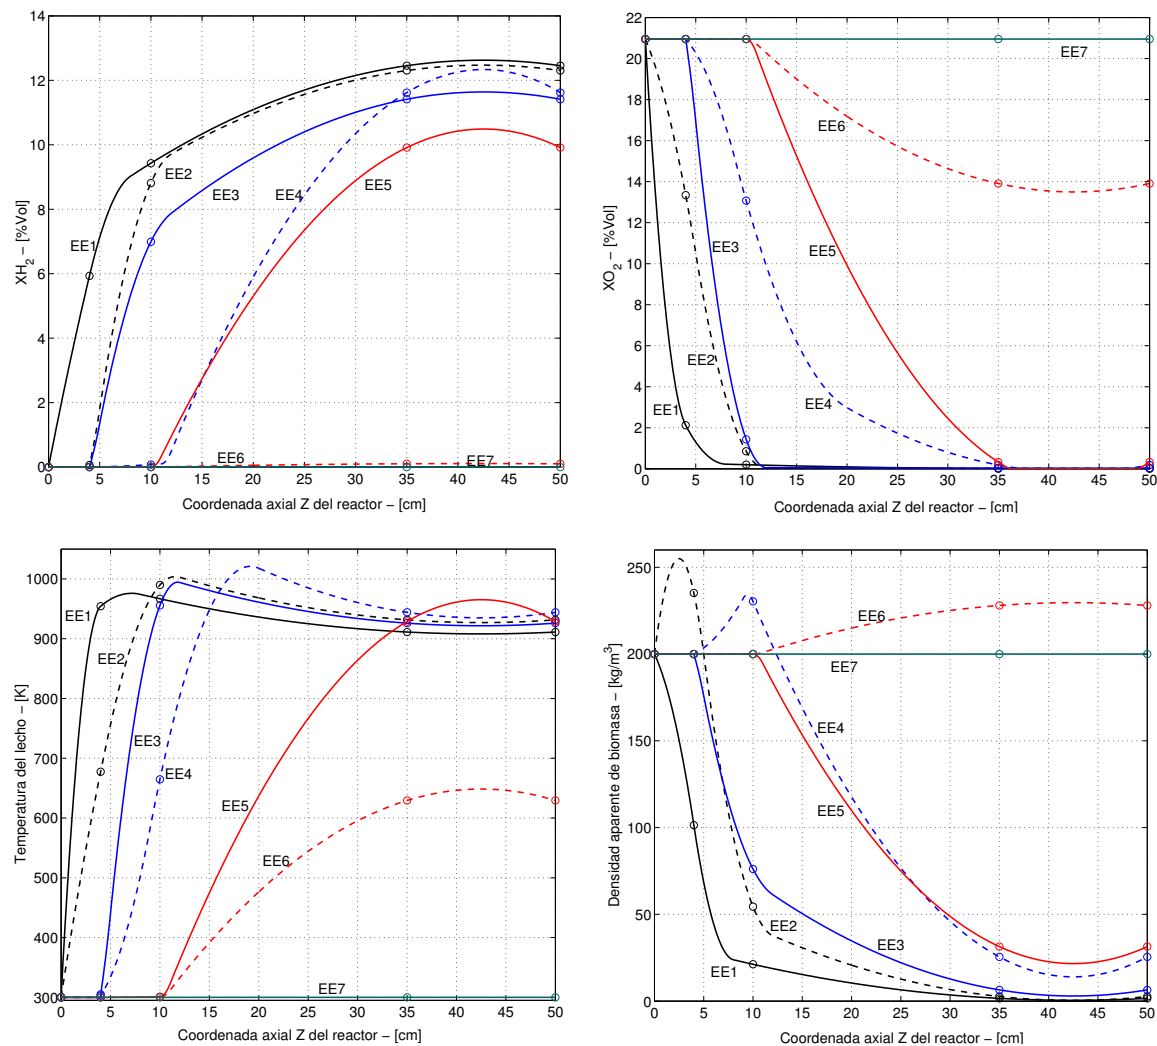 14
12
10
8
6
4
2
0
XH2 – [%Vol]
EE1
EE2
EE3
EE4
EE5
EE6
EE7
0 5 10 15 20 25 30 35 40 45 50
Coordenada axial Z del reactor – [cm]
22
20
18
16
14
12
10
8
6
4
2
0
XO2 – [%Vol]
EE7
EE6
EE3
EE5
EE2
EE4
EE1
0 5 10 15 20 25 30 35 40 45 50
Coordenada axial Z del reactor – [cm]
1000
900
800
700
600
500
400
300
Temperatura del lecho – [K]
EE1
EE2
EE3
EE4
EE5
EE6
EE7
0 5 10 15 20 25 30 35 40 45 50
Coordenada axial Z del reactor – [cm]
250
200
150
100
50
0
Densidad aparente de biomasa – [kg/m³]
EE6
EE7
EE4
EE5
EE2
EE3
EE1
0 5 10 15 20 25 30 35 40 45 50
Coordenada axial Z del reactor – [cm]